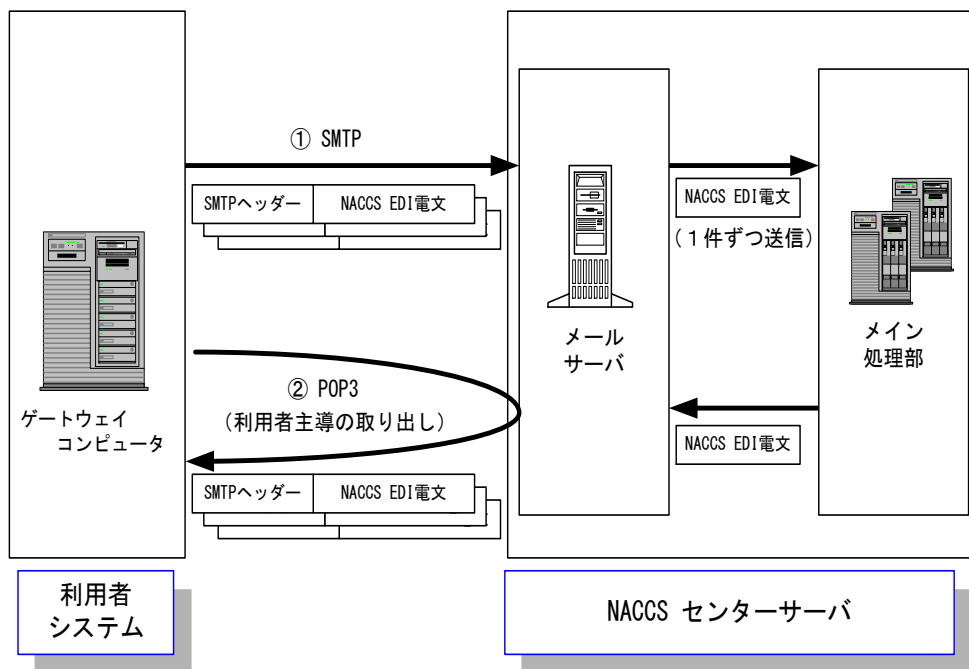 ① SMTP
SMTPヘッダー NACCS EDI電文
NACCS EDI電文
(１件ずつ送信)
メール
サーバ
メイン
処理部
ゲートウェイ
コンピュータ
② POP3
(利用者主導の取り出し)
NACCS EDI電文
SMTPヘッダー NACCS EDI電文
利用者
システム
NACCS センターサーバ